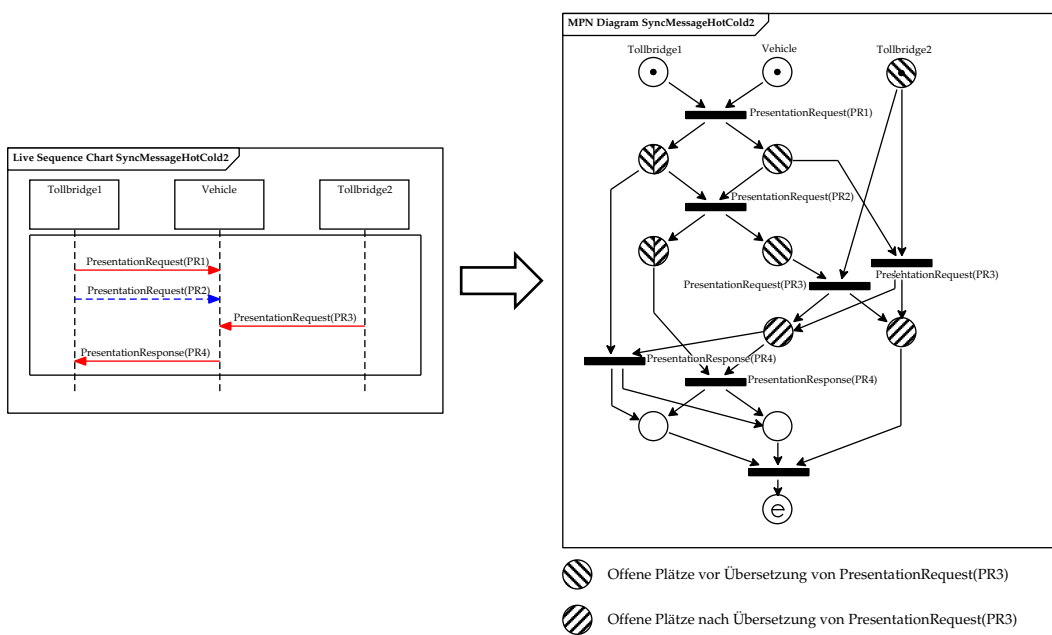 Live Sequence Chart SyncMessageHotCold2
Tollbridge1
Vehicle
Tollbridge2
PresentationRequest(PR1)
PresentationRequest(PR2)
PresentationRequest(PR3)
PresentationResponse(PR4)
MPN Diagram SyncMessageHotCold2
Tollbridge1
Vehicle
Tollbridge2
PresentationRequest(PR1)
PresentationRequest(PR2)
PresentationRequest(PR3)
PresentationRequest(PR3)
PresentationResponse(PR4)
PresentationResponse(PR4)
e
Offene Plätze vor Übersetzung von PresentationRequest(PR3)
Offene Plätze nach Übersetzung von PresentationRequest(PR3)